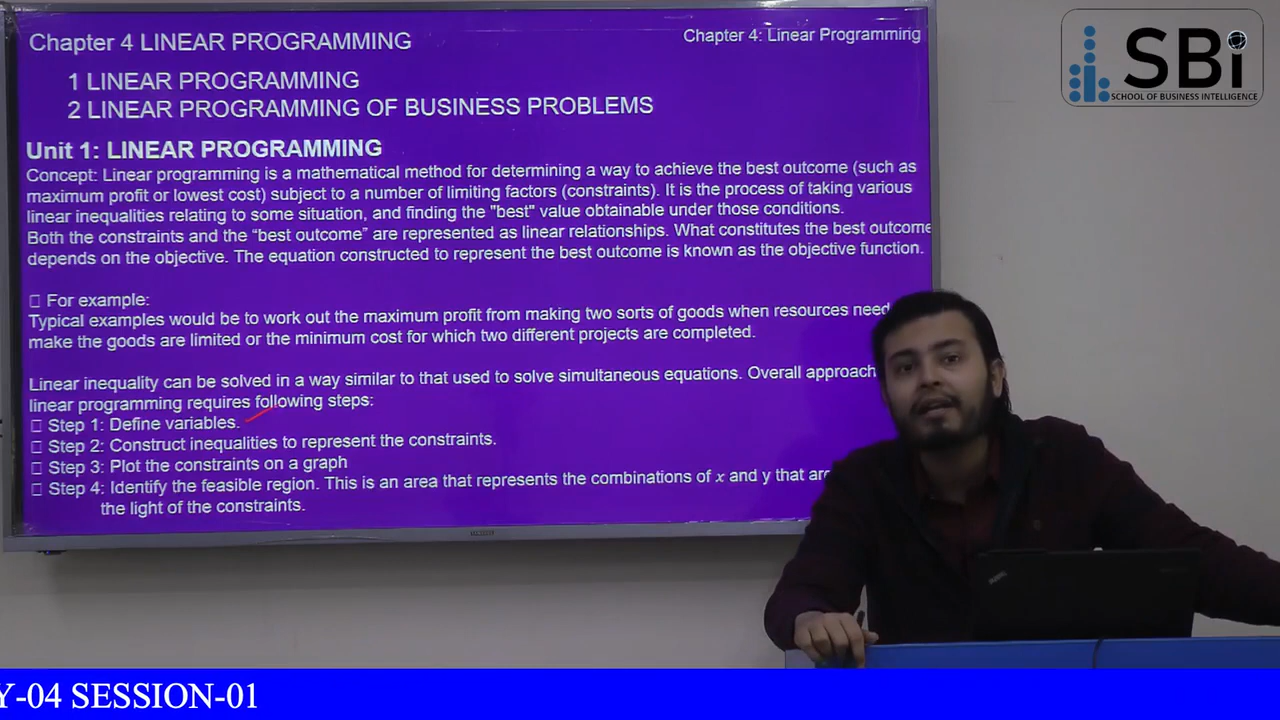 Chapter 4 LINEAR PROGRAMMING
Chapter 4: Linear Programming
1 LINEAR PROGRAMMING
2 LINEAR PROGRAMMING OF BUSINESS PROBLEMS
Unit 1: LINEAR PROGRAMMING
Concept: Linear programming is a mathematical method for determining a way to achieve the best outcome (such as
maximum profit or lowest cost) subject to a number of limiting factors (constraints). It is the process of taking various
linear inequalities relating to some situation, and finding the "best" value obtainable under those conditions.
Both the constraints and the “best outcome” are represented as linear relationships. What constitutes the best outcome
depends on the objective. The equation constructed to represent the best outcome is known as the objective function.
For example:
Typical examples would be to work out the maximum profit from making two sorts of goods when resources need
make the goods are limited or the minimum cost for which two different projects are completed.
Linear inequality can be solved in a way similar to that used to solve simultaneous equations. Overall approach
linear programming requires following steps:
Step 1: Define variables.
Step 2: Construct inequalities to represent the constraints.
Step 3: Plot the constraints on a graph
Step 4: Identify the feasible region. This is an area that represents the combinations of x and y that are
the light of the constraints.
SBi
SCHOOL OF BUSINESS INTELLIGENCE
ThinkPad
Y-04 SESSION-01